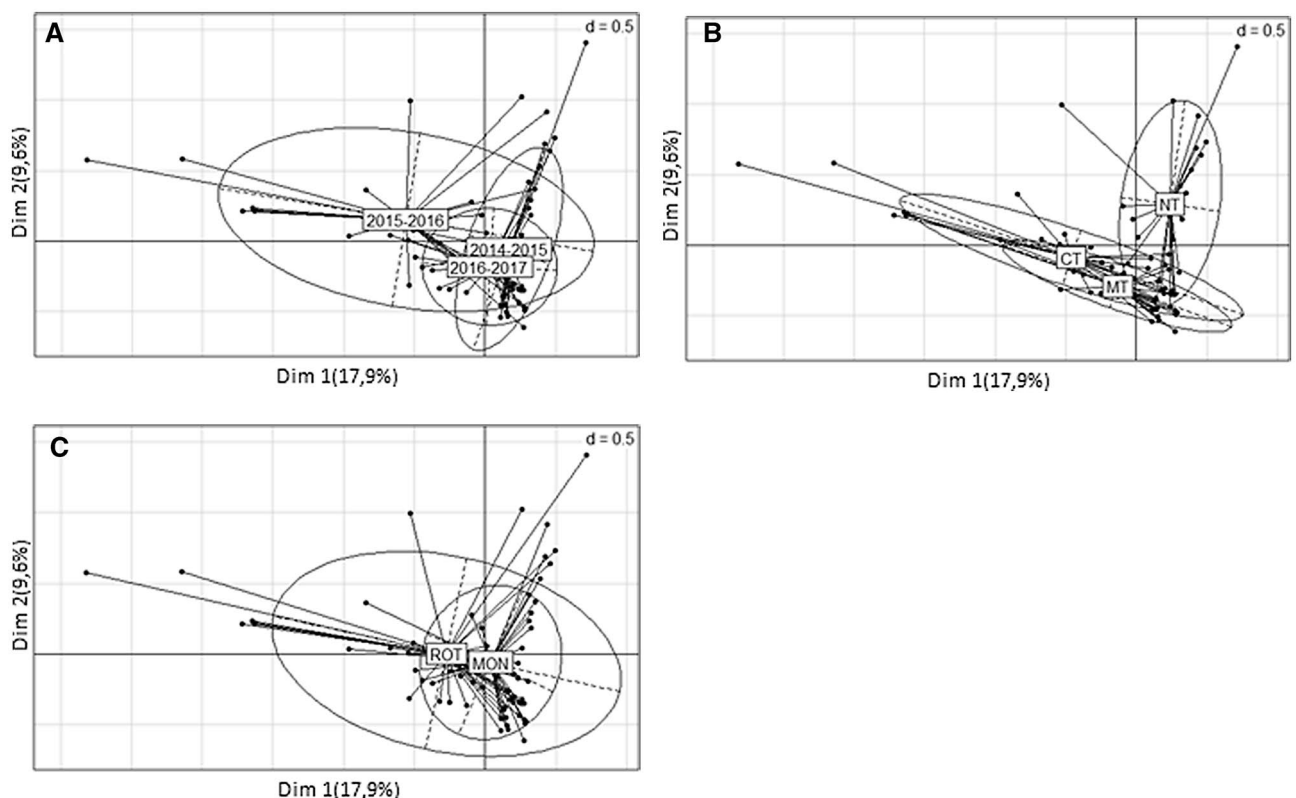 A
d = 0.5
2015-2016
2014-2015
2016-2017
Dim 2(9,6%)
Dim 1(17,9%)
B
d = 0.5
NT
CT
MT
Dim 2(9,6%)
Dim 1(17,9%)
C
d = 0.5
ROT
MON
Dim 2(9,6%)
Dim 1(17,9%)